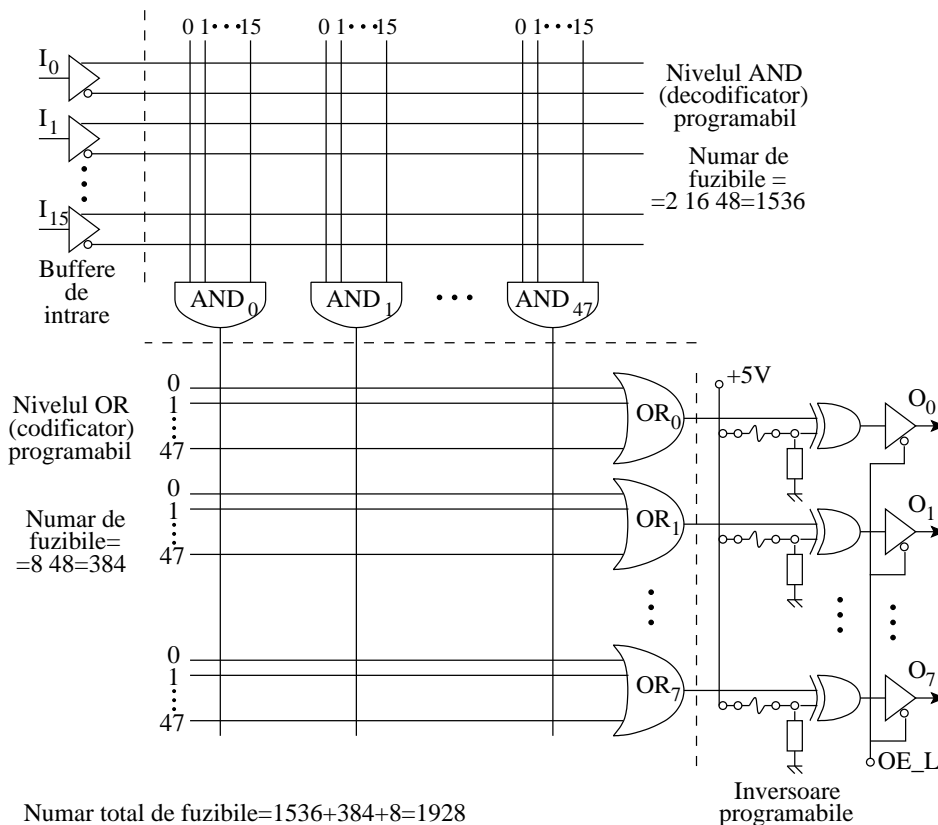 0 1 15
0 1 15
0 1 15
I0
I1
I15
Nivelul AND
(decodificator)
programabil
Numar de
fuzibile =
=2 16 48=1536
Buffere
de
intrare
AND0
AND1
AND47
Nivelul OR
(codificator)
programabil
0
1
47
OR0
+5V
O0
Numar de
fuzibile=
=8 48=384
0
1
47
OR1
O1
0
1
47
OR7
O7
OE_L
Inversoare
programabile
Numar total de fuzibile=1536+384+8=1928